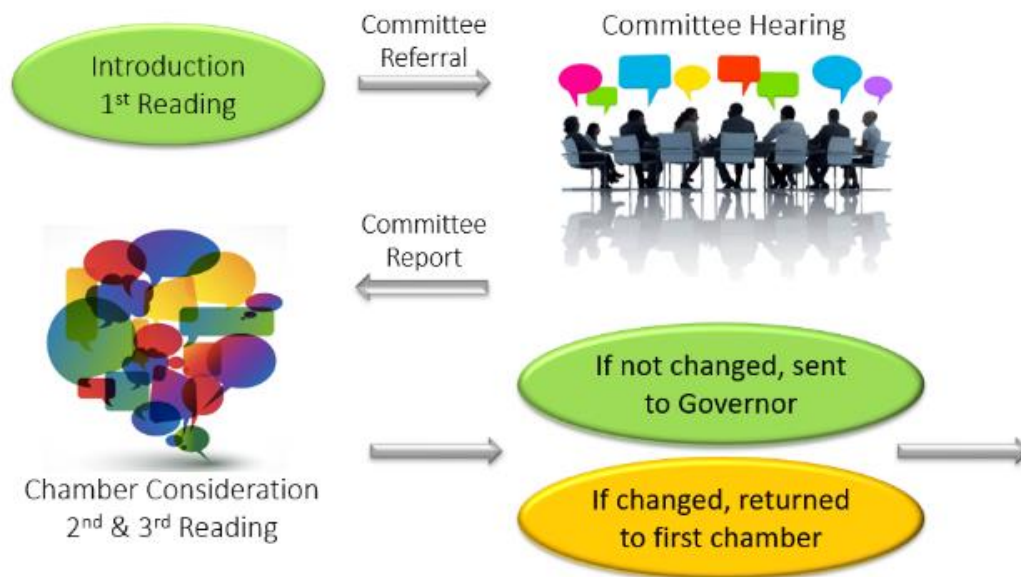 Introduction
1st Reading
Committee
Referral
Committee Hearing
Committee
Report
Chamber Consideration
2nd & 3rd Reading
If not changed, sent
to Governor
If changed, returned
to first chamber